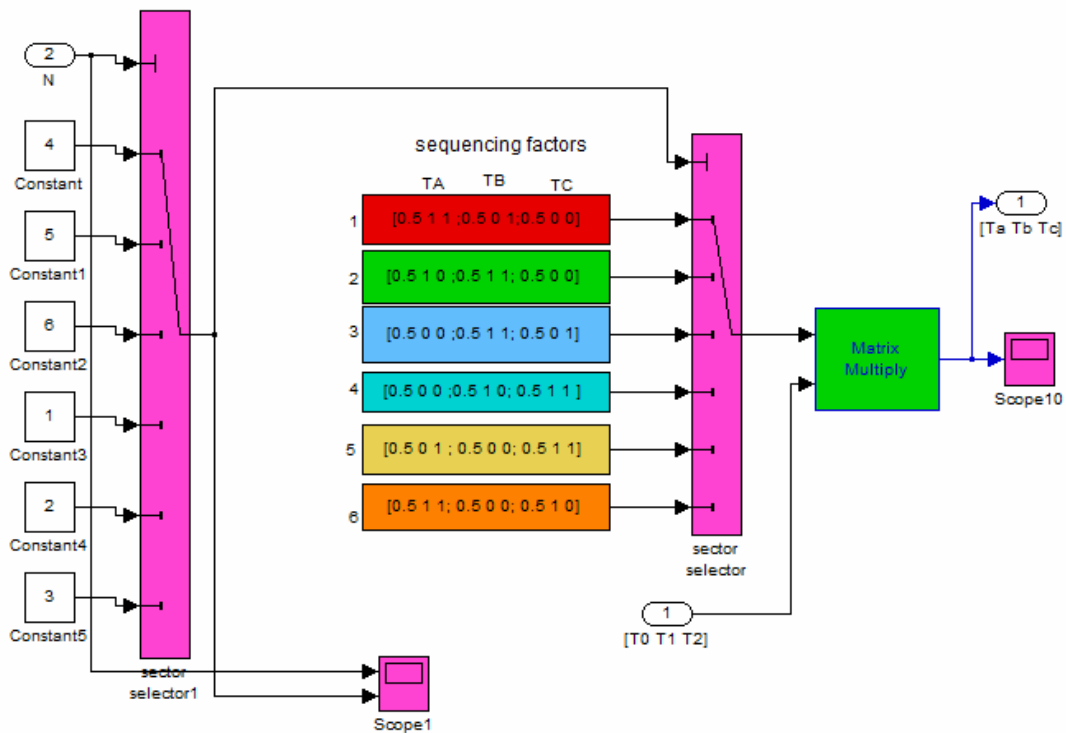 2
N
4
Constant
5
Constant1
6
Constant2
1
Constant3
2
Constant4
3
Constant5
sector
selector1
Scope1
sequencing factors
TA TB TC
1 [0.5 1 1 ;0.5 0 1;0.5 0 0]
2 [0.5 1 0 ;0.5 1 1; 0.5 0 0]
3 [0.5 0 0 ;0.5 1 1; 0.5 0 1]
4 [0.5 0 0 ;0.5 1 0; 0.5 1 1 ]
5 [0.5 0 1 ; 0.5 0 0; 0.5 1 1]
6 [0.5 1 1; 0.5 0 0; 0.5 1 0]
sector
selector
1
[T0 T1 T2]
Matrix
Multiply
1
[Ta Tb Tc]
Scope10